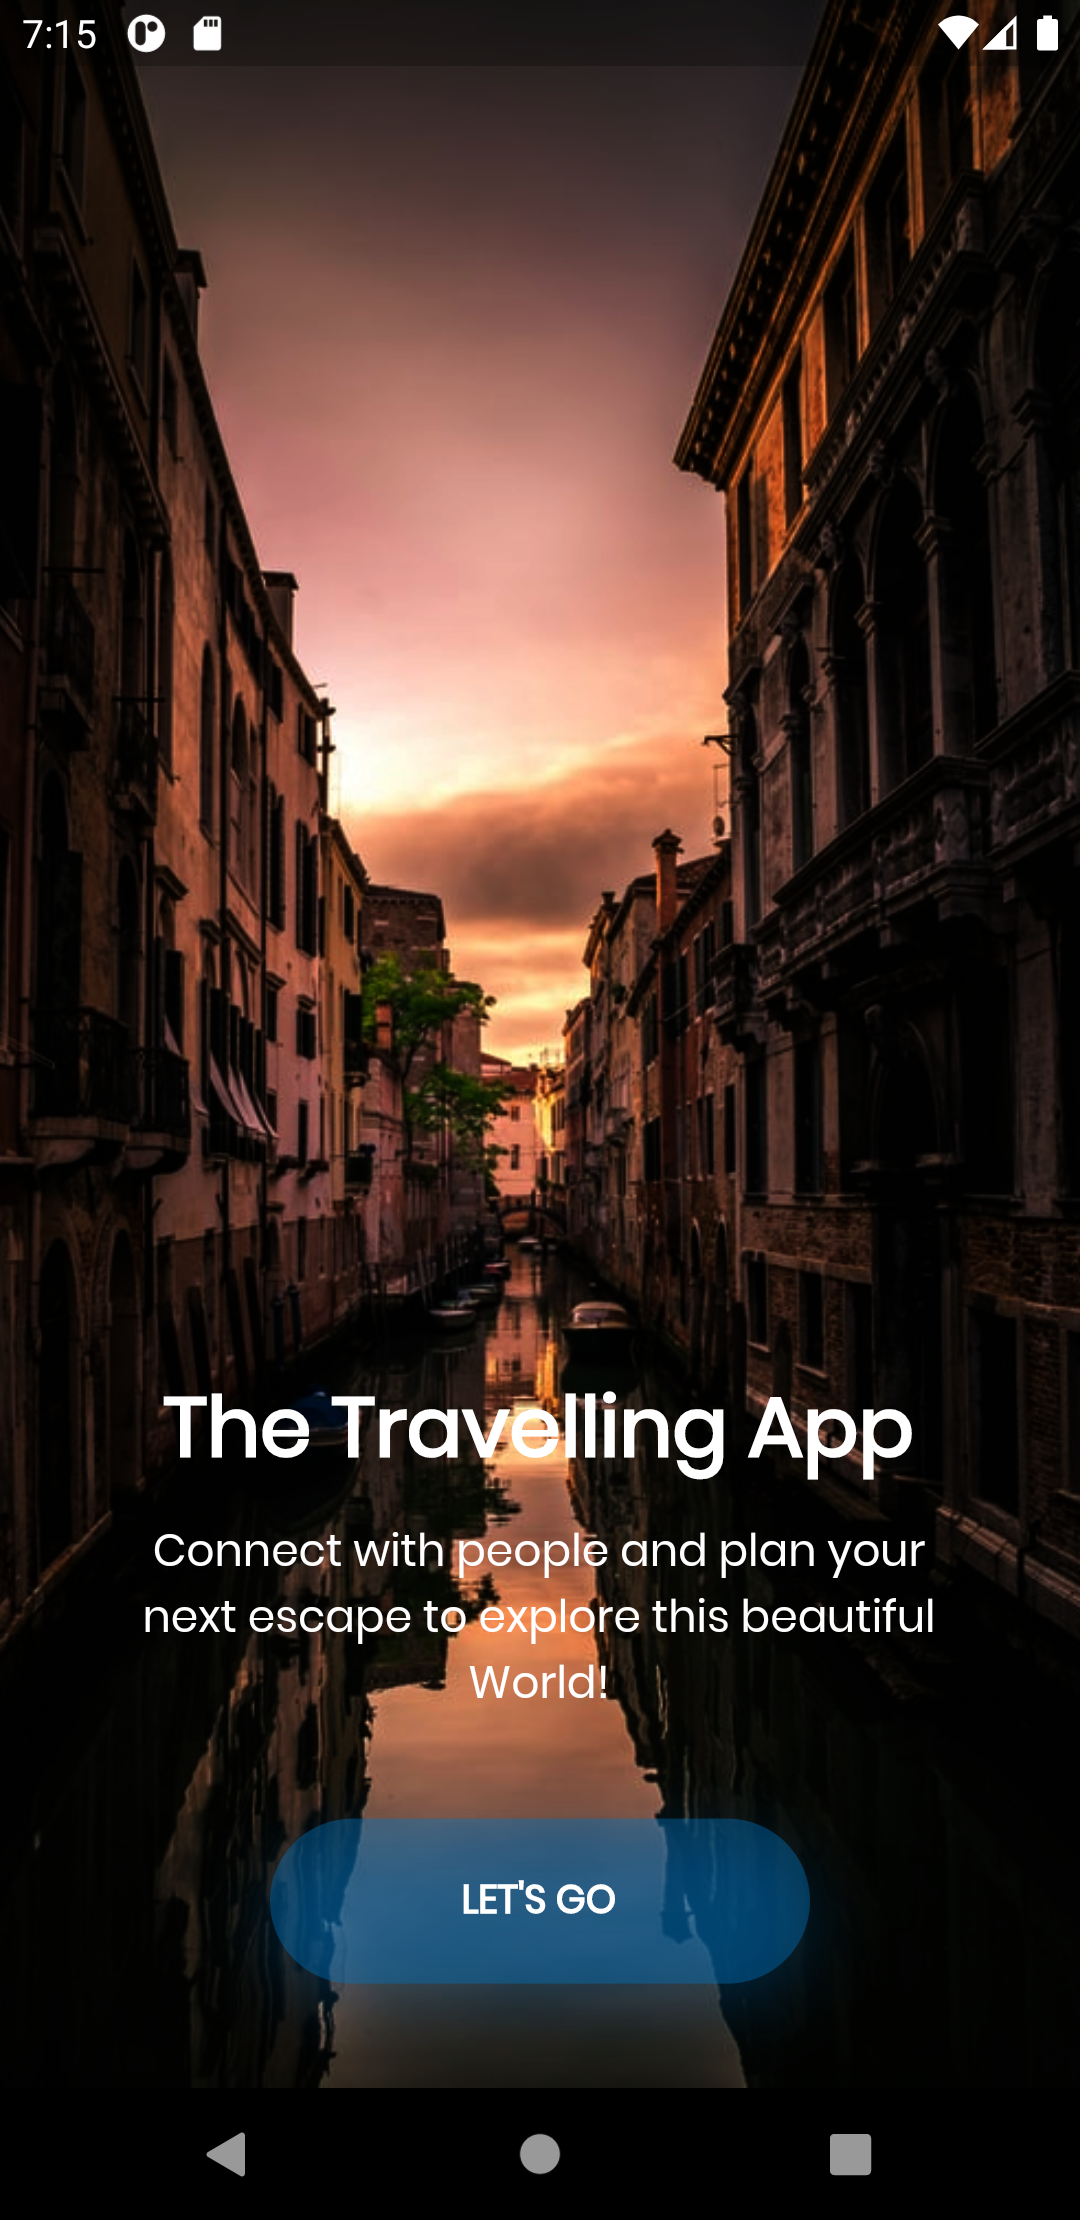 7:15
The Travelling App
Connect with people and plan your
next escape to explore this beautiful
World!
LET'S GO